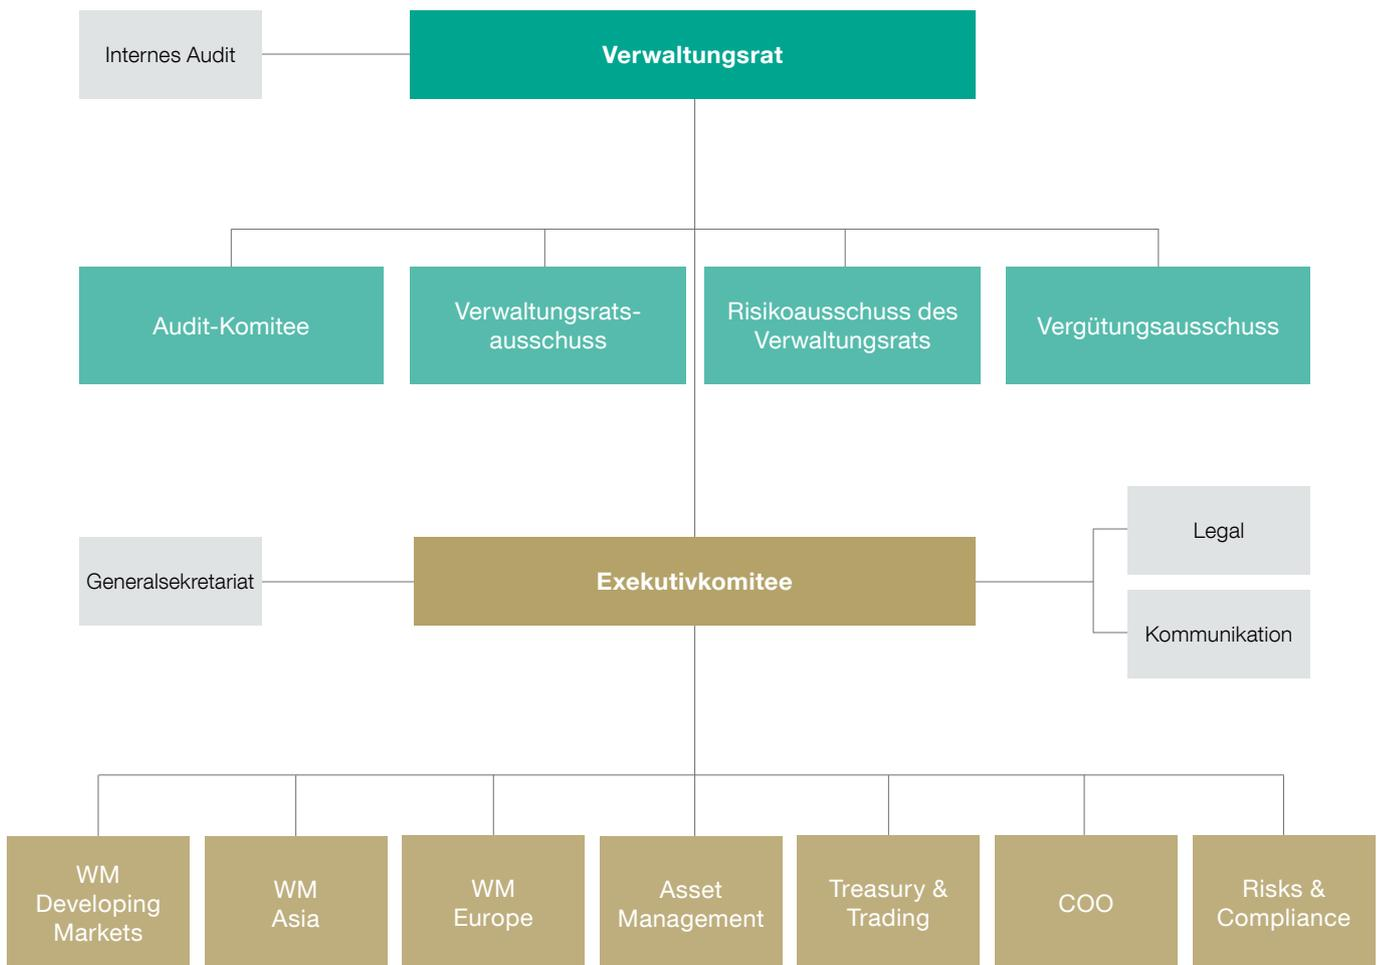 Internes Audit
Verwaltungsrat
Audit-Komitee
Verwaltungsrats-
ausschuss
Risikoausschuss des
Verwaltungsrats
Vergütungsausschuss
Generalsekretariat
Exekutivkomitee
Legal
Kommunikation
WM
Developing
Markets
WM
Asia
WM
Europe
Asset
Management
Treasury &
Trading
COO
Risks &
Compliance